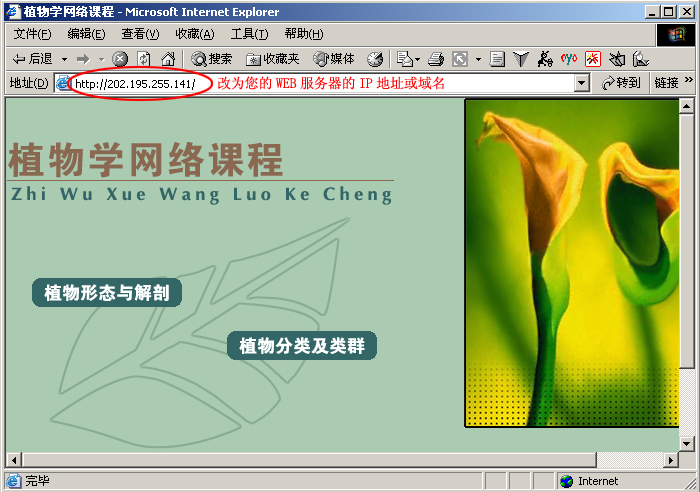 植物学网络课程 - Microsoft Internet Explorer
文件(F) 编辑(E) 查看(V) 收藏(A) 工具(T) 帮助(H)
后退 搜索 收藏夹 媒体
地址(D) http://202.195.255.141/ 改为您的 WEB 服务器的 IP 地址或域名 转到 链接 »
植物学网络课程
Zhi Wu Xue Wang Luo Ke Cheng
植物形态与解剖
植物分类及类群
完毕 Internet